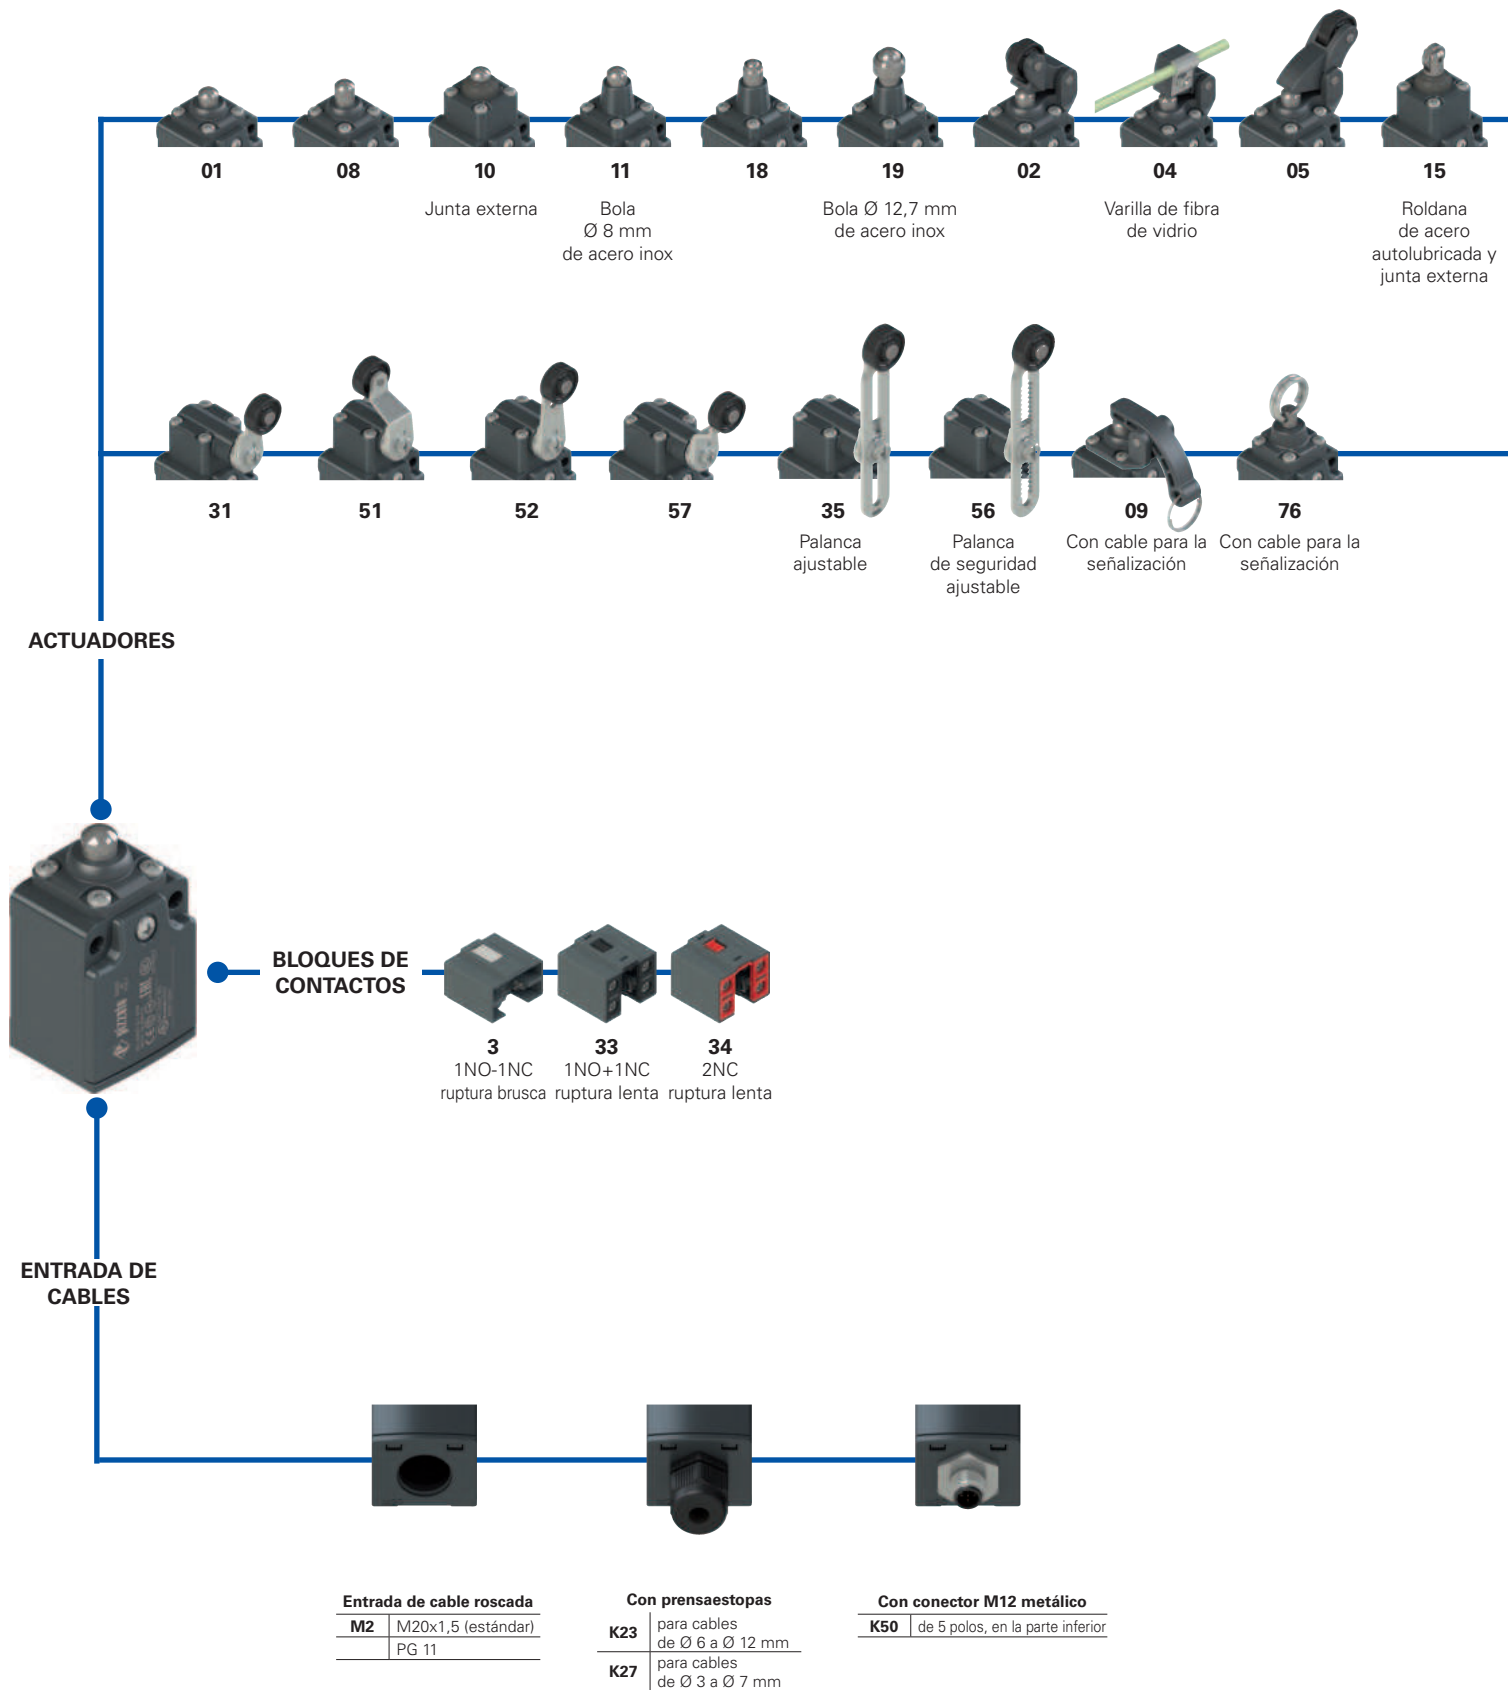 01
08
10
11
18
19
02
04
05
15
Junta externa
Bola
Ø 8 mm
de acero inox
Bola Ø 12,7 mm
de acero inox
Varilla de fibra
de vidrio
Roldana
de acero
autolubricada y
junta externa
31
51
52
57
35
56
09
76
Palanca
ajustable
Palanca
de seguridad
ajustable
Con cable para la
señalización
Con cable para la
señalización
ACTUADORES
pizzato
BLOQUES DE
CONTACTOS
3
1NO-1NC
ruptura brusca
33
1NO+1NC
ruptura lenta
34
2NC
ruptura lenta
ENTRADA DE
CABLES
Entrada de cable roscada
M2 M20x1,5 (estándar)
PG 11
Con prensaestopas
K23 para cables
de Ø 6 a Ø 12 mm
K27 para cables
de Ø 3 a Ø 7 mm
Con conector M12 metálico
K50 de 5 polos, en la parte inferior